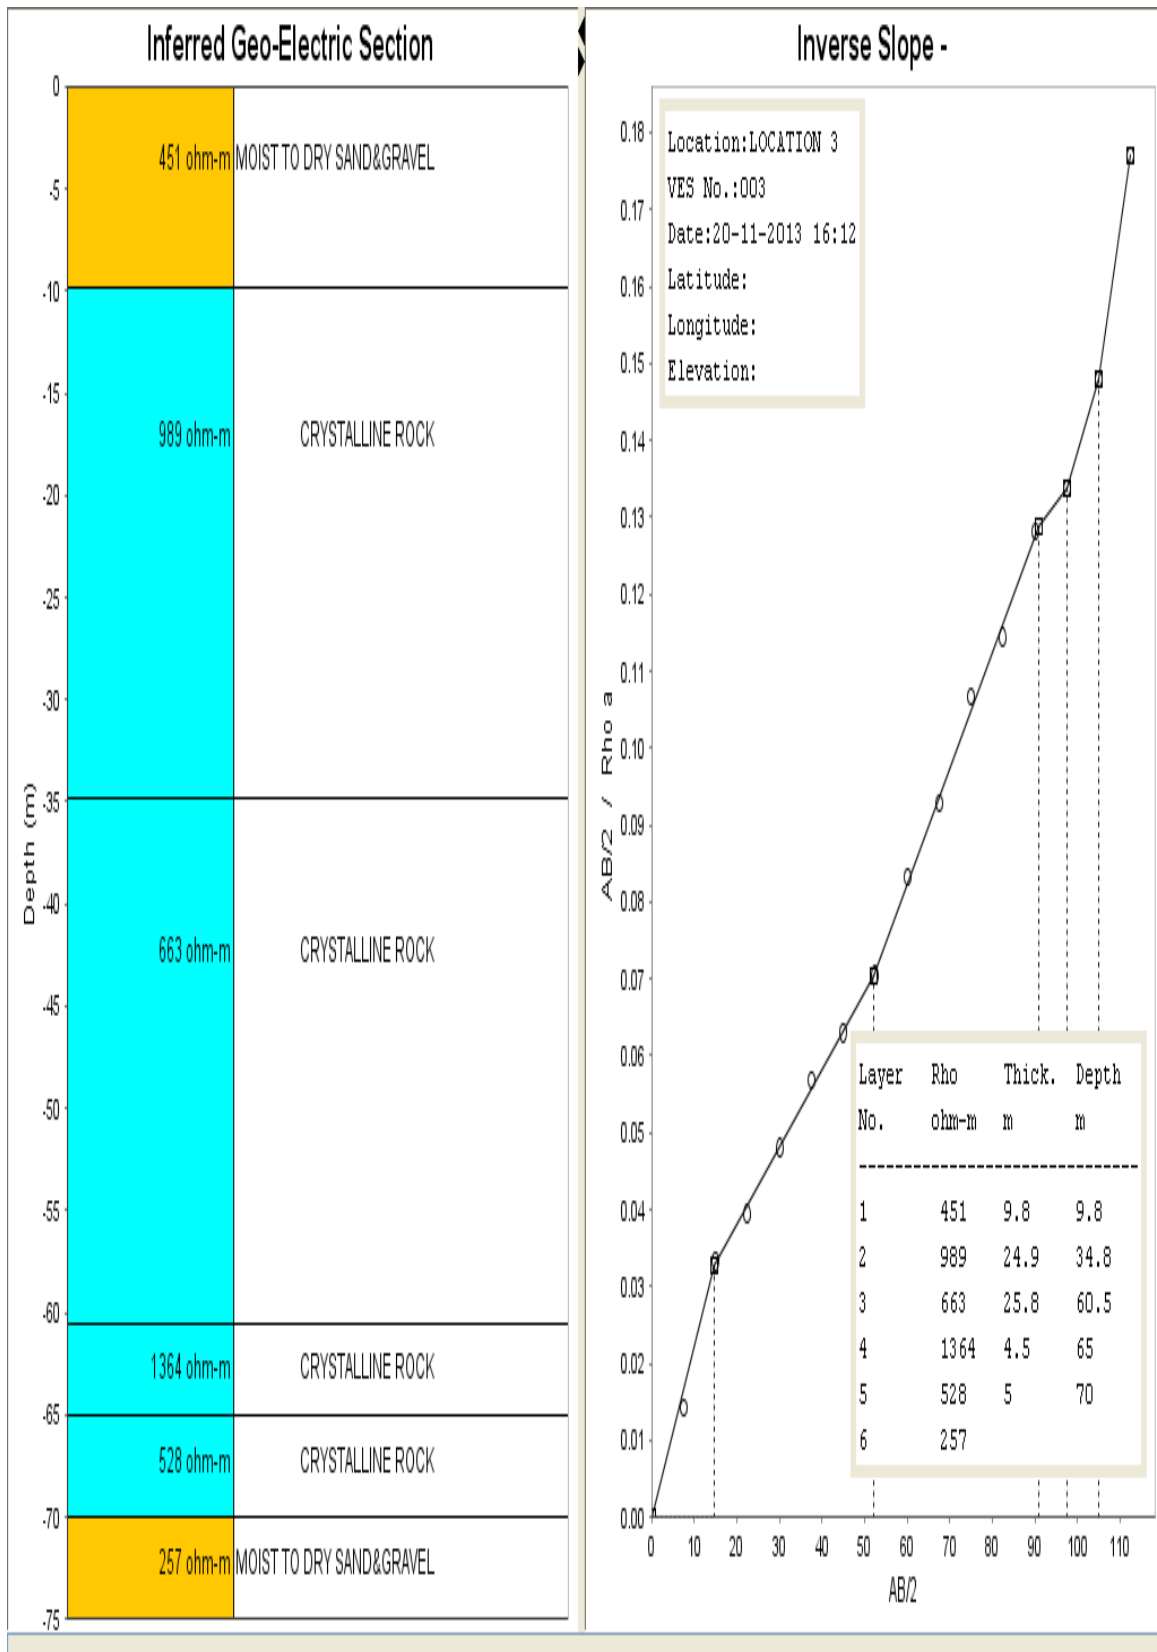 Inferred Geo-Electric Section
0
-5
-10
-15
-20
-25
-30
-35
-40
-45
-50
-55
-60
-65
-70
-75
Depth (m)
451 ohm-m MOIST TO DRY SAND&GRAVEL
989 ohm-m CRYSTALLINE ROCK
663 ohm-m CRYSTALLINE ROCK
1364 ohm-m CRYSTALLINE ROCK
528 ohm-m CRYSTALLINE ROCK
257 ohm-m MOIST TO DRY SAND&GRAVEL
Inverse Slope -
Location:LOCATION 3
VES No.:003
Date:20-11-2013 16:12
Latitude:
Longitude:
Elevation:
0.18
0.17
0.16
0.15
0.14
0.13
0.12
0.11
0.10
0.09
0.08
0.07
0.06
0.05
0.04
0.03
0.02
0.01
0.00
AB/2 / Rho a
Layer Rho Thick. Depth
No. ohm-m m m
--------------------------------
1 451 9.8 9.8
2 989 24.9 34.8
3 663 25.8 60.5
4 1364 4.5 65
5 528 5 70
6 257
0 10 20 30 40 50 60 70 80 90 100 110
AB/2